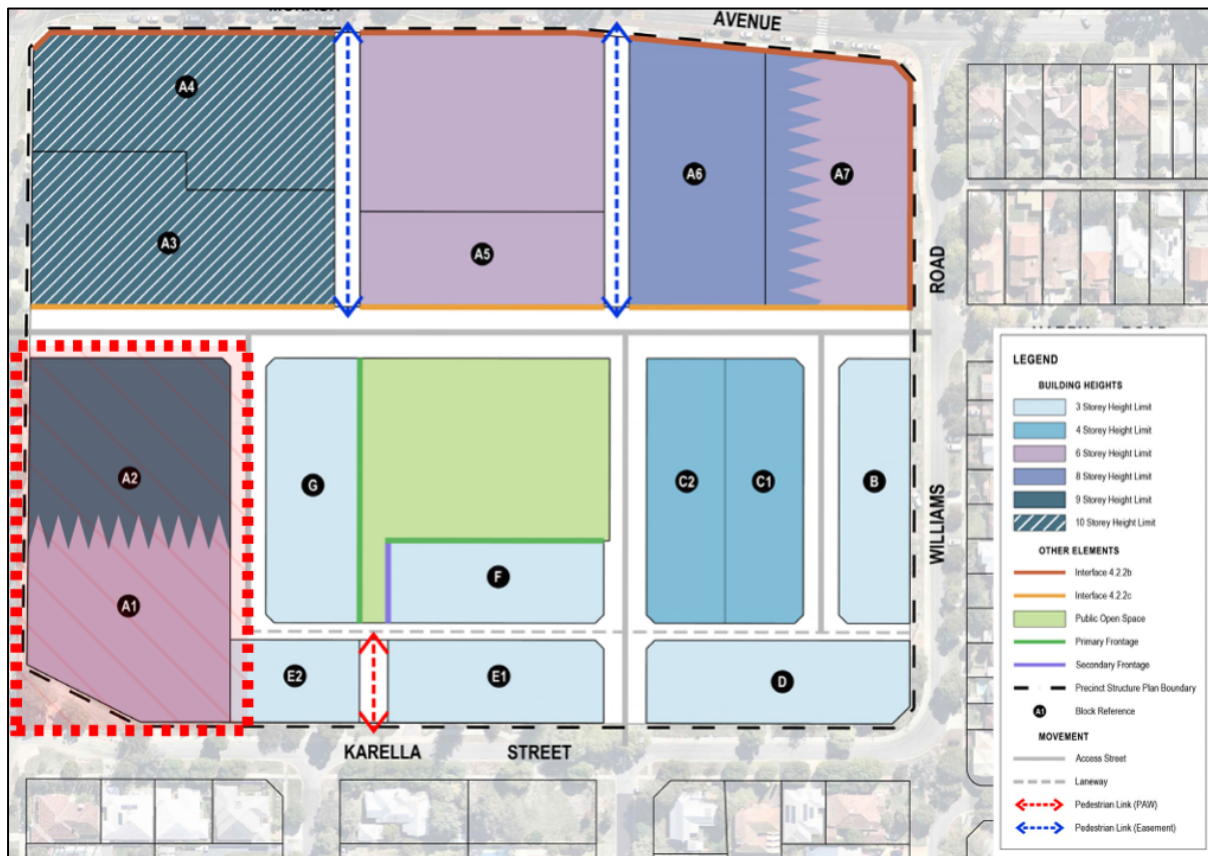 AVENUE
A4
A6
A7
A3
A5
ROAD
LEGEND
BUILDING HEIGHTS
3 Storey Height Limit
4 Storey Height Limit
6 Storey Height Limit
8 Storey Height Limit
9 Storey Height Limit
10 Storey Height Limit
OTHER ELEMENTS
Interface 4.2.2b
Interface 4.2.2c
Public Open Space
Primary Frontage
Secondary Frontage
Precinct Structure Plan Boundary
A1 Block Reference
MOVEMENT
Access Street
Laneway
Pedestrian Link (PAW)
Pedestrian Link (Easement)
A2
G
C2
C1
B
WILLIAMS
F
A1
E2
E1
D
KARELLA STREET